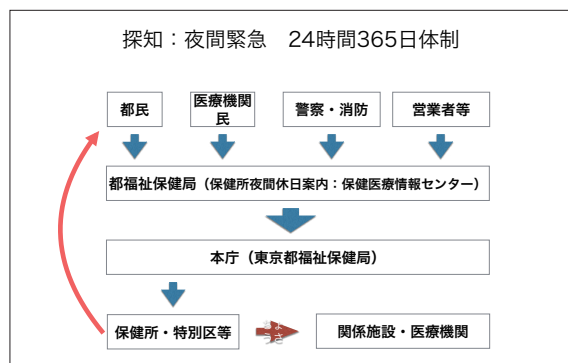 探知：夜間緊急　24時間365日体制
都民
医療機関
民
警察・消防
営業者等
都福祉保健局（保健所夜間休日案内：保健医療情報センター）
本庁（東京都福祉保健局）
保健所・特別区等
関係施設・医療機関